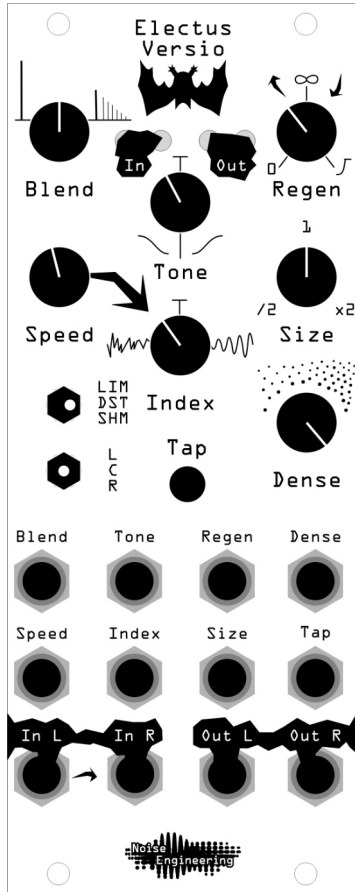 Electus
Versio
In
Out
Blend
Regen
Tone
1
/2
x2
Speed
Size
LIM
DST
SHM
Index
Tap
L
C
R
Dense
Blend Tone Regen Dense
Speed Index Size Tap
In L In R Out L Out R
Noise
Engineering